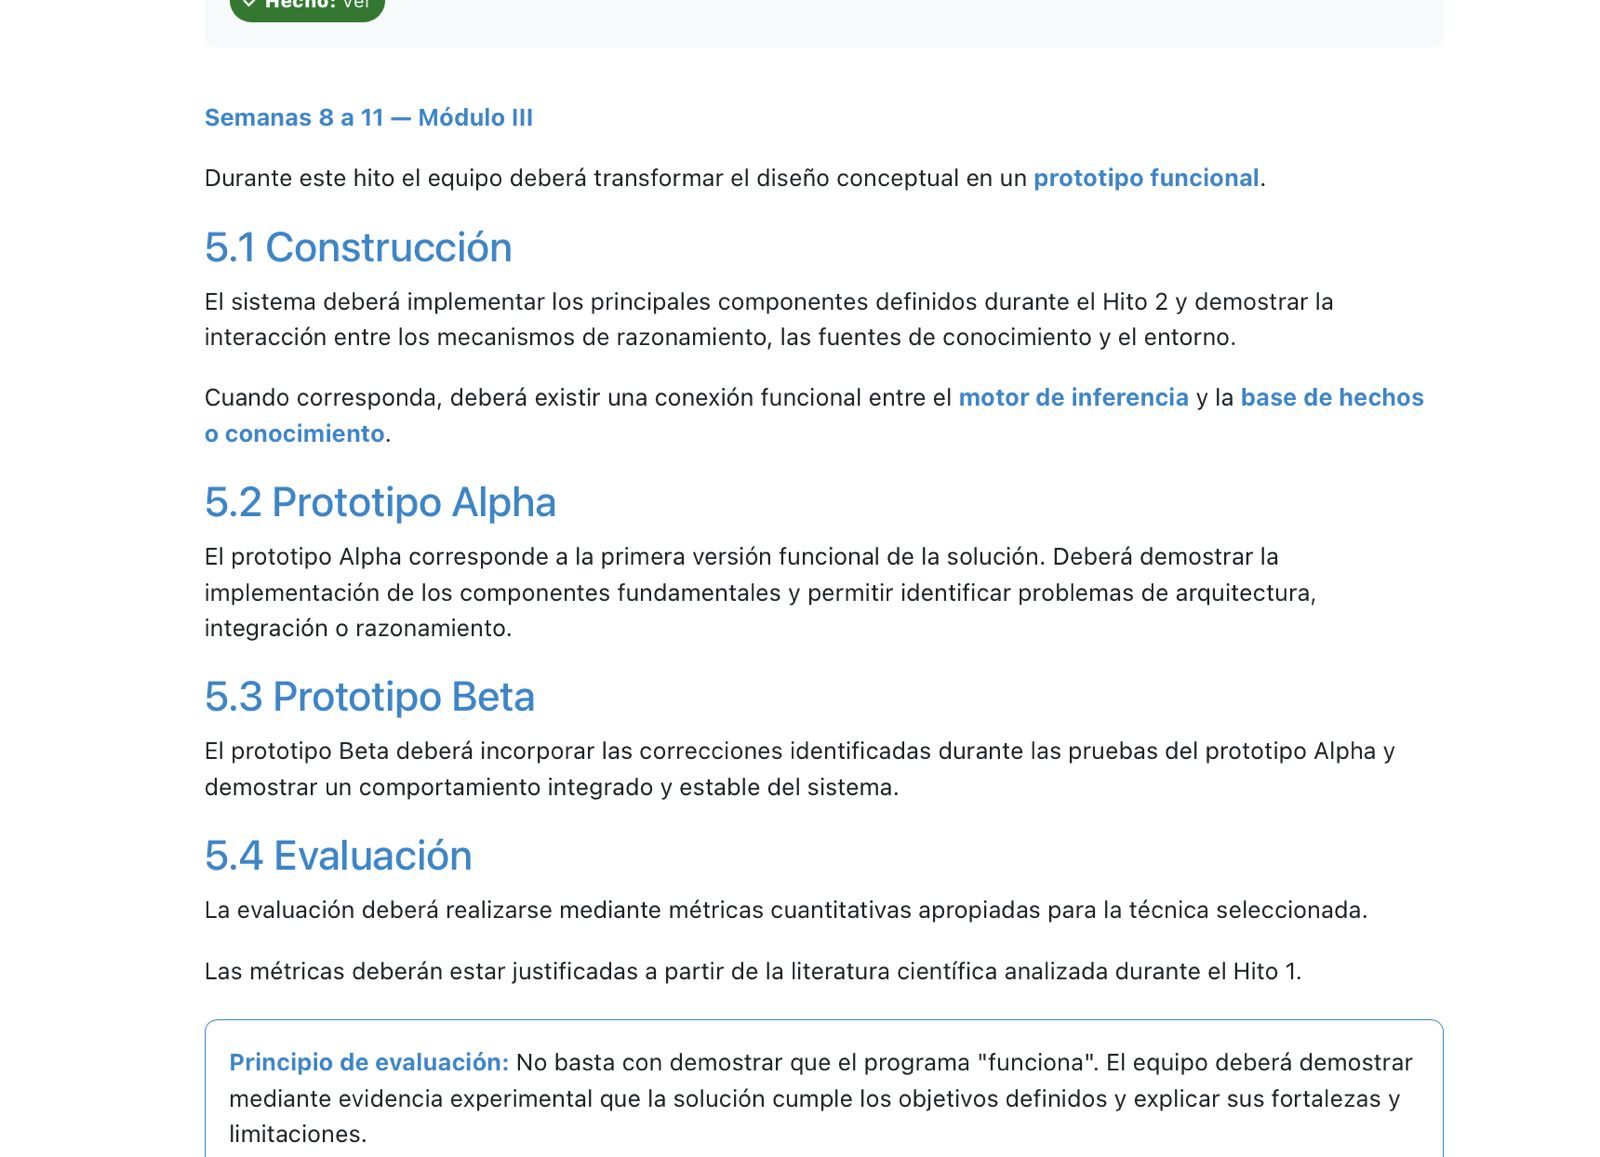 ✓ Hecho: Ver
Semanas 8 a 11 — Módulo III
Durante este hito el equipo deberá transformar el diseño conceptual en un prototipo funcional.
5.1 Construcción
El sistema deberá implementar los principales componentes definidos durante el Hito 2 y demostrar la
interacción entre los mecanismos de razonamiento, las fuentes de conocimiento y el entorno.
Cuando corresponda, deberá existir una conexión funcional entre el motor de inferencia y la base de hechos
o conocimiento.
5.2 Prototipo Alpha
El prototipo Alpha corresponde a la primera versión funcional de la solución. Deberá demostrar la
implementación de los componentes fundamentales y permitir identificar problemas de arquitectura,
integración o razonamiento.
5.3 Prototipo Beta
El prototipo Beta deberá incorporar las correcciones identificadas durante las pruebas del prototipo Alpha y
demostrar un comportamiento integrado y estable del sistema.
5.4 Evaluación
La evaluación deberá realizarse mediante métricas cuantitativas apropiadas para la técnica seleccionada.
Las métricas deberán estar justificadas a partir de la literatura científica analizada durante el Hito 1.
Principio de evaluación: No basta con demostrar que el programa "funciona". El equipo deberá demostrar
mediante evidencia experimental que la solución cumple los objetivos definidos y explicar sus fortalezas y
limitaciones.